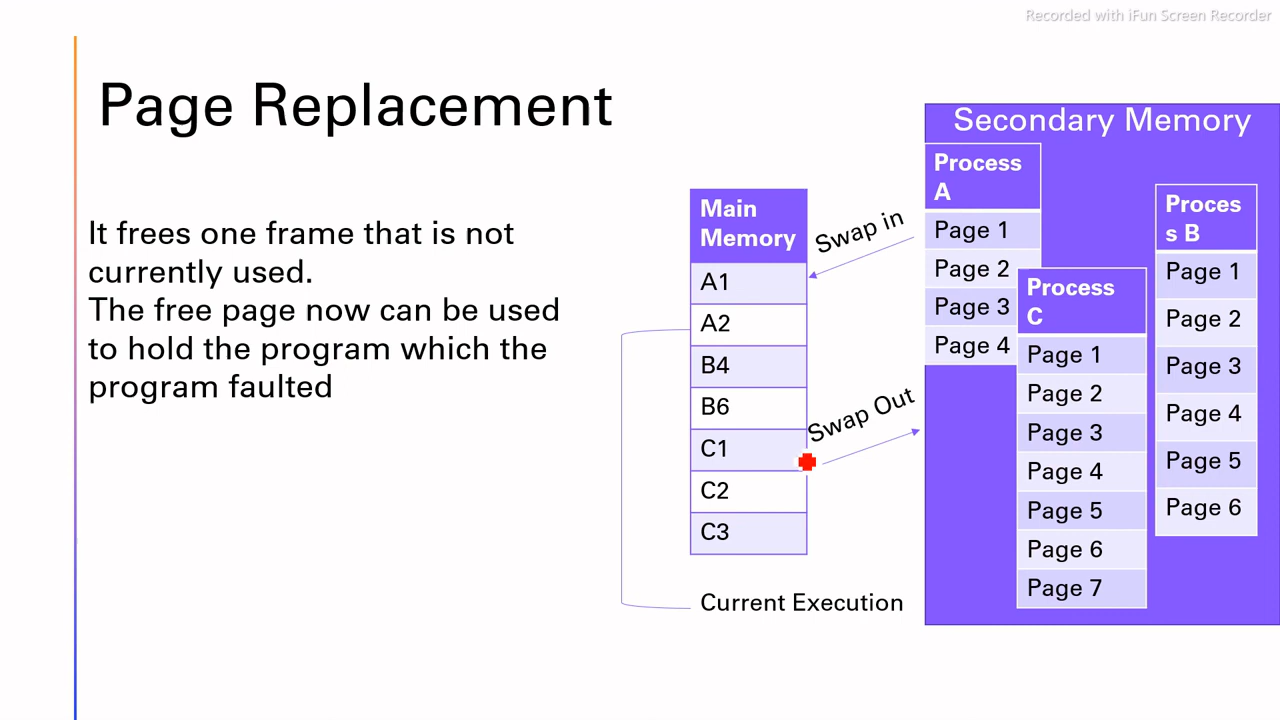 Recorded with iFun Screen Recorder
Page Replacement
It frees one frame that is not
currently used.
The free page now can be used
to hold the program which the
program faulted
Main
Memory
A1
A2
B4
B6
C1
C2
C3
Current Execution
Swap in
Swap Out
Secondary Memory
Process
A
Page 1
Page 2
Page 3
Page 4
Process
C
Page 1
Page 2
Page 3
Page 4
Page 5
Page 6
Page 7
Proces
s B
Page 1
Page 2
Page 3
Page 4
Page 5
Page 6